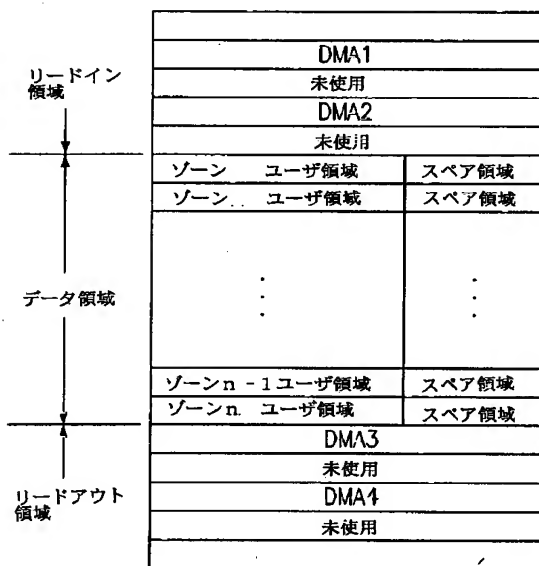 DMA1
リードイン
領域
未使用
DMA2
未使用
ゾーン ユーザ領域 スペア領域
ゾーン ユーザ領域 スペア領域
データ領域
ゾーンn-1ユーザ領域 スペア領域
ゾーンn ユーザ領域 スペア領域
DMA3
未使用
リードアウト
領域
DMA4
未使用